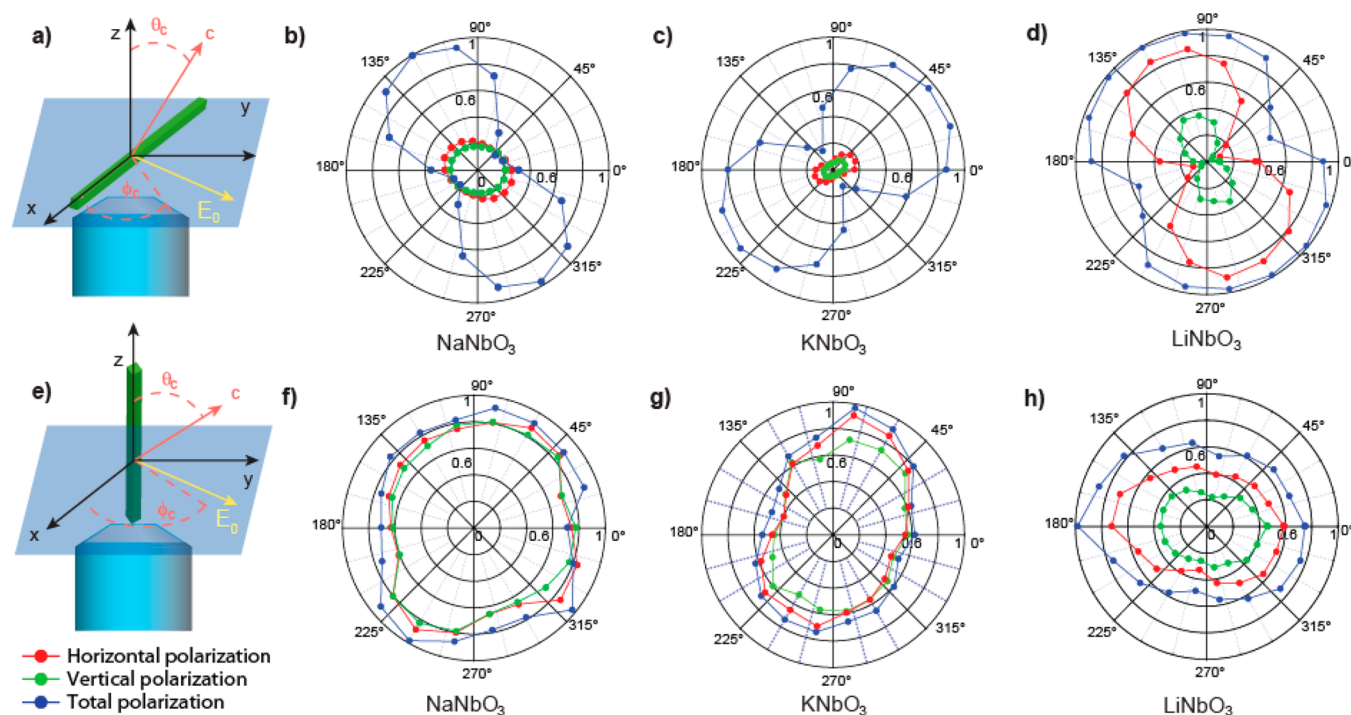 a)
z
θc
c
y
x
ϕc
E₀
b)
90°
135°
45°
1
0.6
180°
0
0.6
1
0°
225°
315°
270°
NaNbO₃
c)
90°
135°
45°
1
0.6
180°
0
0.6
1
0°
225°
315°
270°
KNbO₃
d)
90°
135°
45°
1
0.6
180°
0
0.6
1
0
225°
315°
270°
LiNbO₃
e)
z
θc
c
y
x
ϕc
E₀
f)
90°
135°
45°
1
0.6
180°
0
0.6
1
0°
225°
315°
270°
NaNbO₃
g)
90°
135°
45°
1
0.6
180°
0
0.6
1
0°
225°
315°
270°
KNbO₃
h)
90°
135°
45°
1
0.6
180°
0
0.6
1
0°
225°
315°
270°
LiNbO₃
Horizontal polarization
Vertical polarization
Total polarization